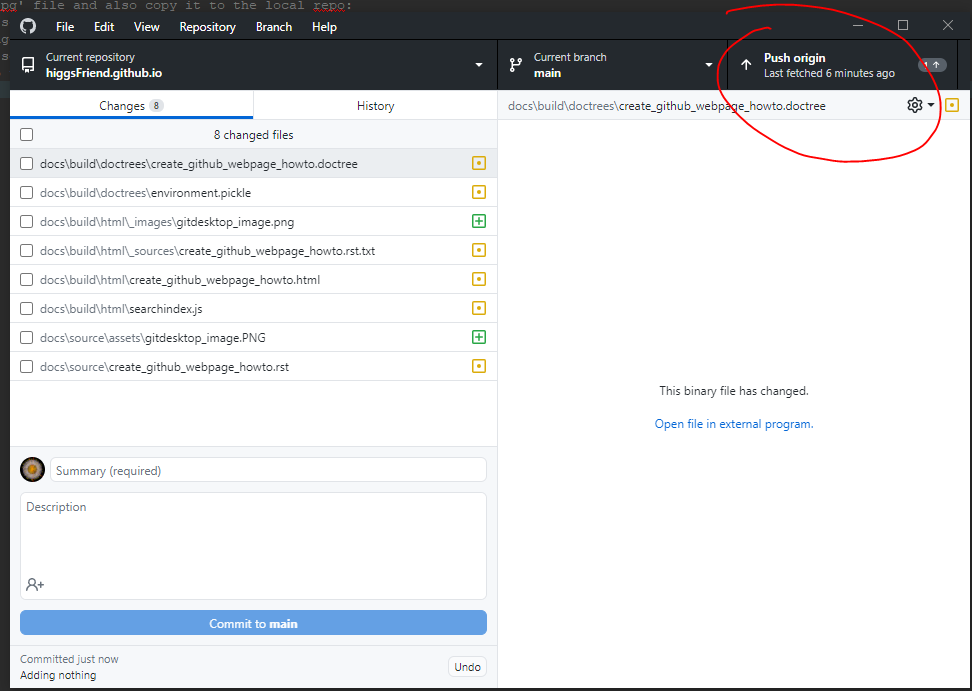 pg' file and also copy it to the local repo:
File Edit View Repository Branch Help
Current repository
higgsFriend.github.io
Current branch
main
Push origin
Last fetched 6 minutes ago
1
Changes 8
History
docs\build\doctrees\create_github_webpage_howto.doctree
8 changed files
docs\build\doctrees\create_github_webpage_howto.doctree
docs\build\doctrees\environment.pickle
docs\build\html\_images\gitdesktop_image.png
docs\build\html\_sources\create_github_webpage_howto.rst.txt
docs\build\html\create_github_webpage_howto.html
docs\build\html\searchindex.js
docs\source\assets\gitdesktop_image.PNG
docs\source\create_github_webpage_howto.rst
This binary file has changed.
Open file in external program.
Summary (required)
Description
Commit to main
Committed just now
Adding nothing
Undo